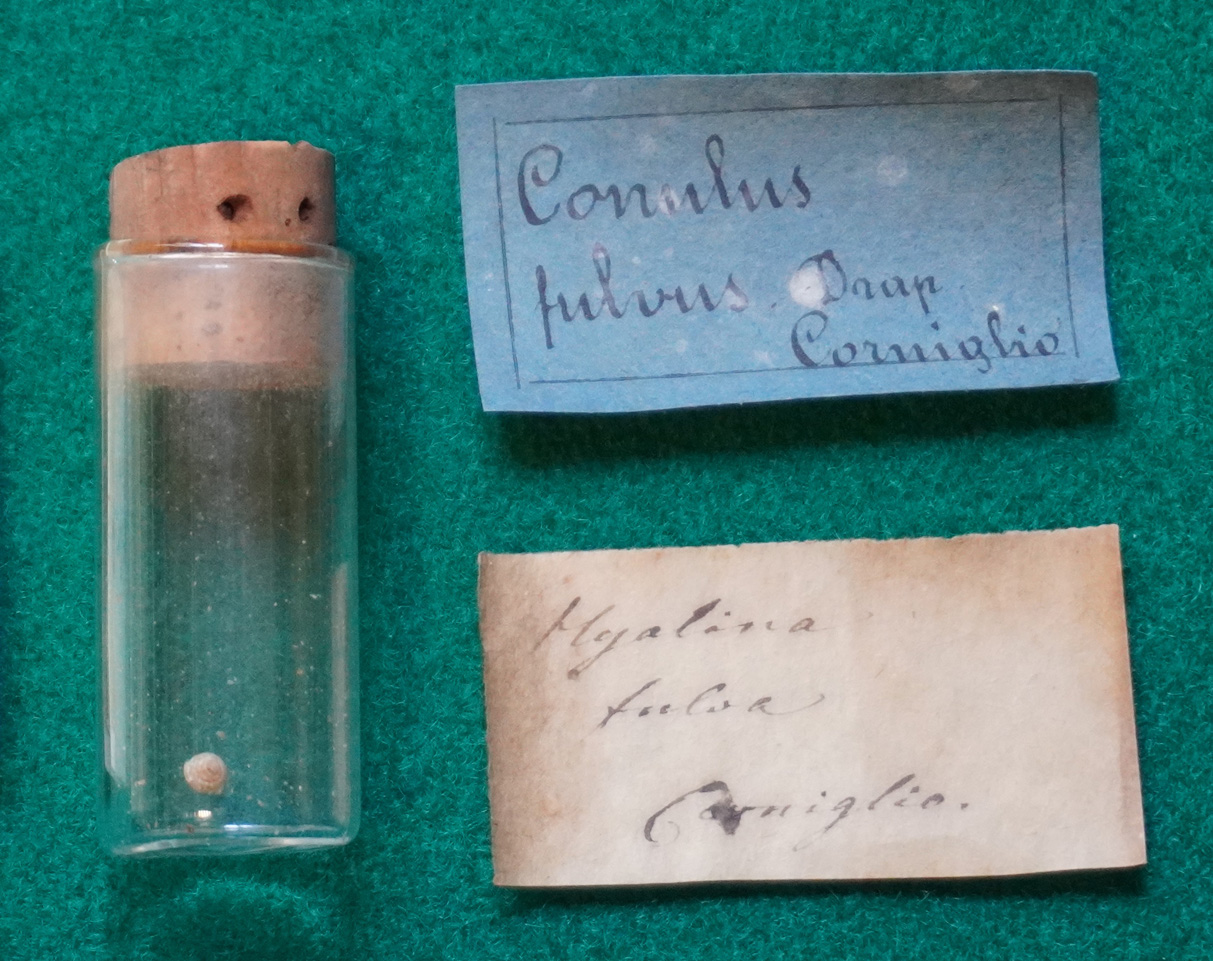 Conulus
fulvus. Drap
Corniglio
Hyalina
fulva
Corniglio.